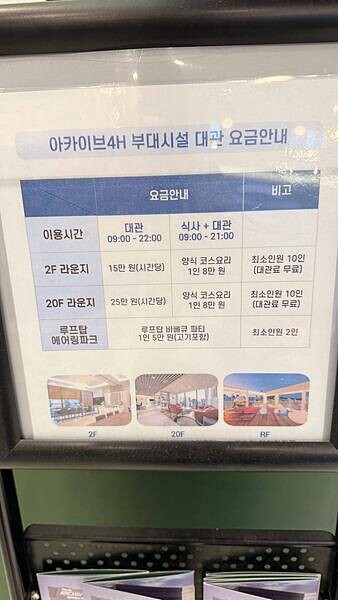 아카이브4H 부대시설 대관 요금안내
요금안내 비고
이용시간 대관 09:00 - 22:00 식사 + 대관 09:00 - 21:00
2F 라운지 15만 원(시간당) 양식 코스요리 1인 8만 원 최소인원 10인 (대관료 무료)
20F 라운지 25만 원(시간당) 양식 코스요리 1인 8만 원 최소인원 10인 (대관료 무료)
루프탑 에어링파크 루프탑 바베큐 파티 1인 5만 원(고기포함) 최소인원 2인
2F 20F RF